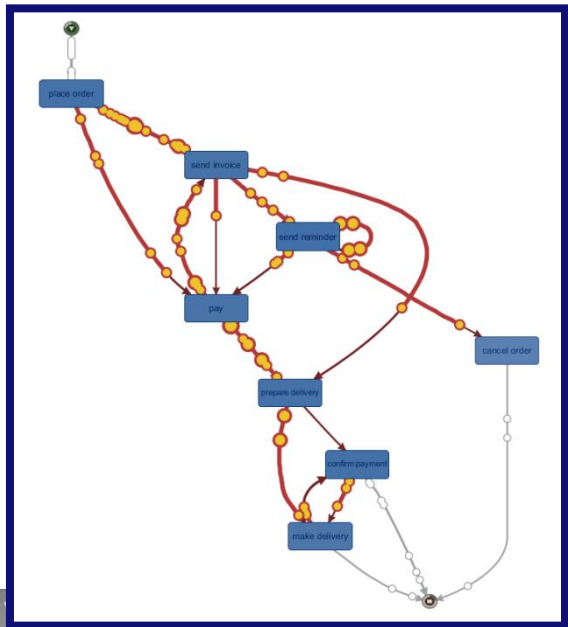 place order
send invoice
send reminder
pay
cancel order
prepare delivery
confirm payment
make delivery